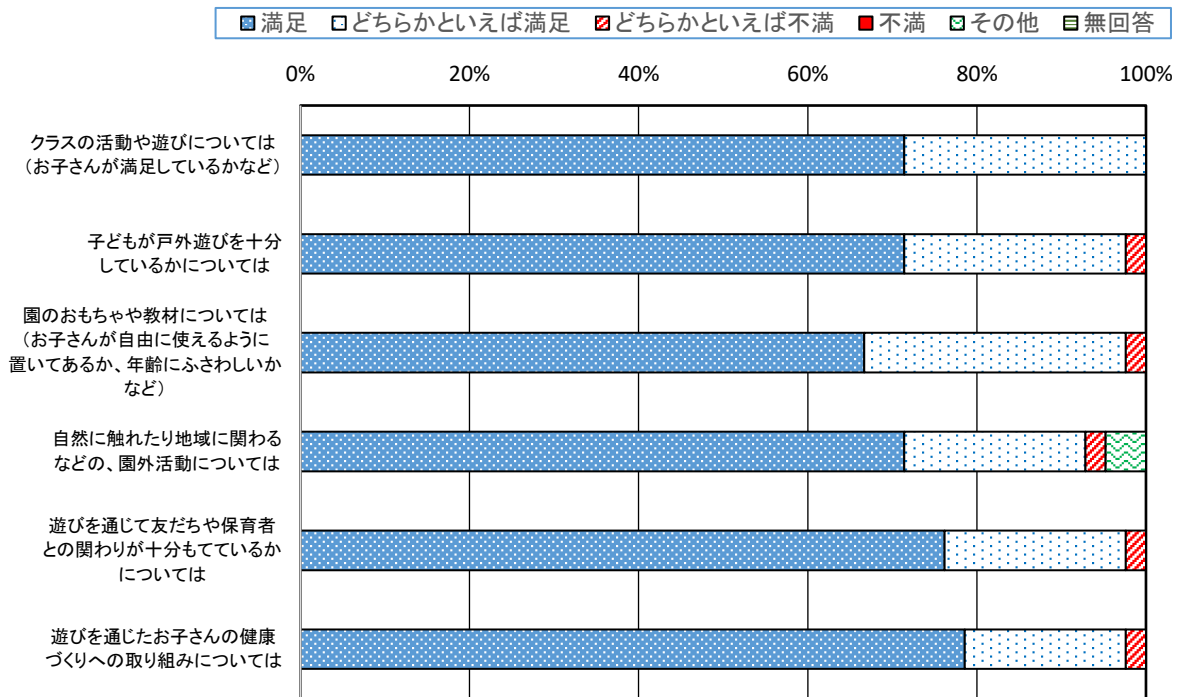 満足 どちらかといえば満足 どちらかといえば不満 不満 その他 無回答
0% 20% 40% 60% 80% 100%
クラスの活動や遊びについては
（お子さんが満足しているかなど）
子どもが戸外遊びを十分
しているかについては
園のおもちゃや教材については
（お子さんが自由に使えるように
置いてあるか、年齢にふさわしいか
など）
自然に触れたり地域に関わる
などの、園外活動については
遊びを通じて友だちや保育者
との関わりが十分もてているか
については
遊びを通じたお子さんの健康
づくりへの取り組みについては